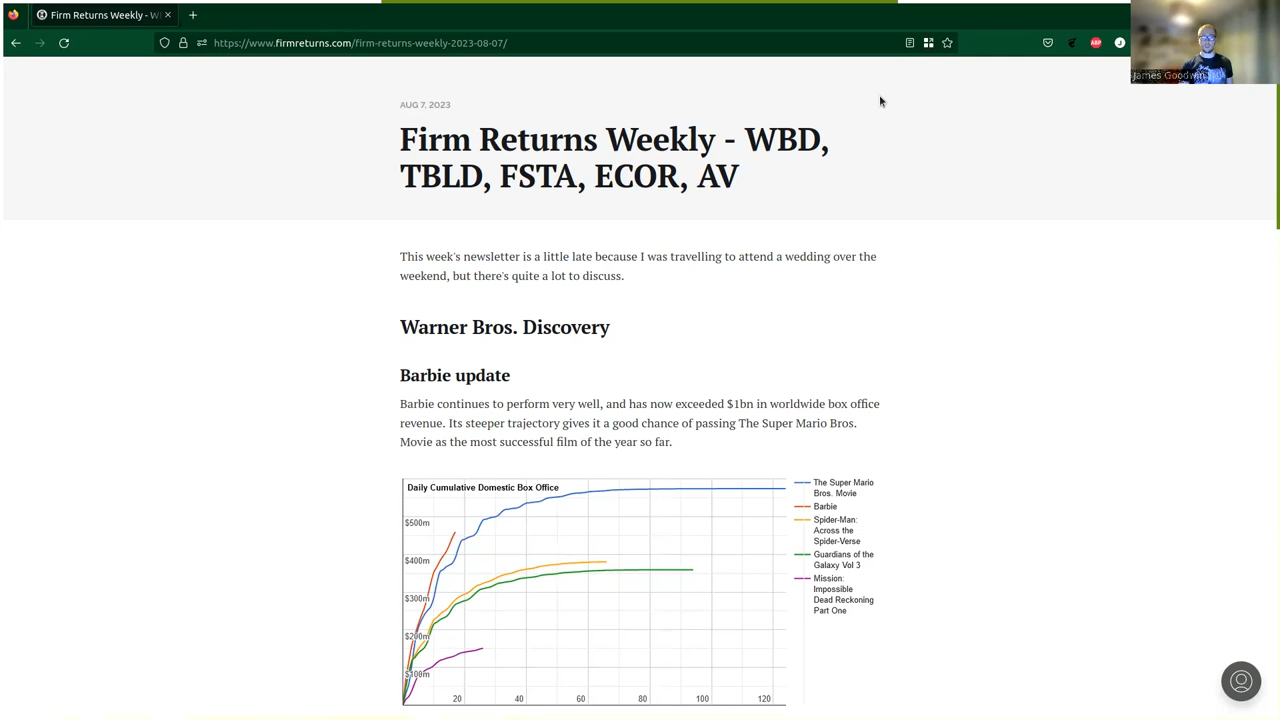 Firm Returns Weekly - W
https://www.firmreturns.com/firm-returns-weekly-2023-08-07/
ABP
J
James Goodwin
AUG 7, 2023
Firm Returns Weekly - WBD,
TBLD, FSTA, ECOR, AV
This week's newsletter is a little late because I was travelling to attend a wedding over the
weekend, but there's quite a lot to discuss.
Warner Bros. Discovery
Barbie update
Barbie continues to perform very well, and has now exceeded $1bn in worldwide box office
revenue. Its steeper trajectory gives it a good chance of passing The Super Mario Bros.
Movie as the most successful film of the year so far.
Daily Cumulative Domestic Box Office
$500m
$400m
$300m
$200m
$100m
20 40 60 80 100 120
The Super Mario
Bros. Movie
Barbie
Spider-Man:
Across the
Spider-Verse
Guardians of the
Galaxy Vol 3
Mission:
Impossible
Dead Reckoning
Part One